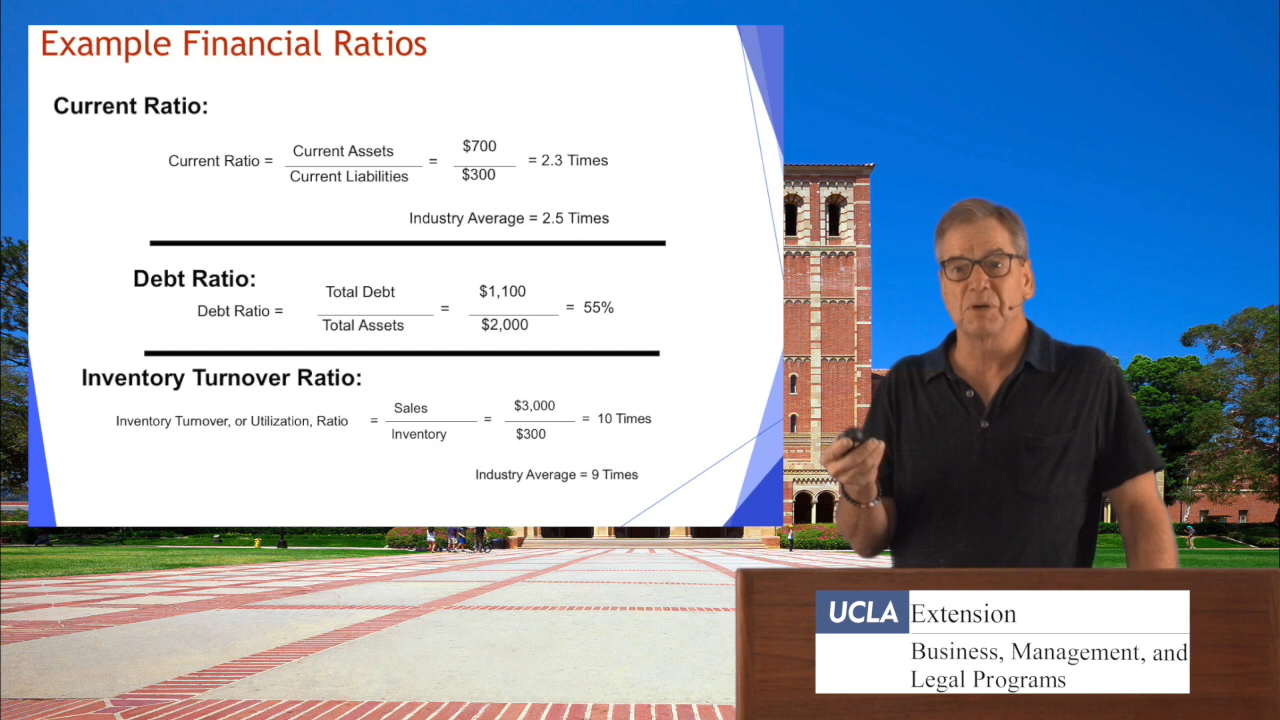 Example Financial Ratios
Current Ratio:
Current Ratio = Current Assets = $700 = 2.3 Times
Current Liabilities $300
Industry Average = 2.5 Times
Debt Ratio:
Debt Ratio = Total Debt = $1,100 = 55%
Total Assets $2,000
Inventory Turnover Ratio:
Inventory Turnover, or Utilization, Ratio = Sales = $3,000 = 10 Times
Inventory $300
Industry Average = 9 Times
UCLA Extension
Business, Management, and
Legal Programs